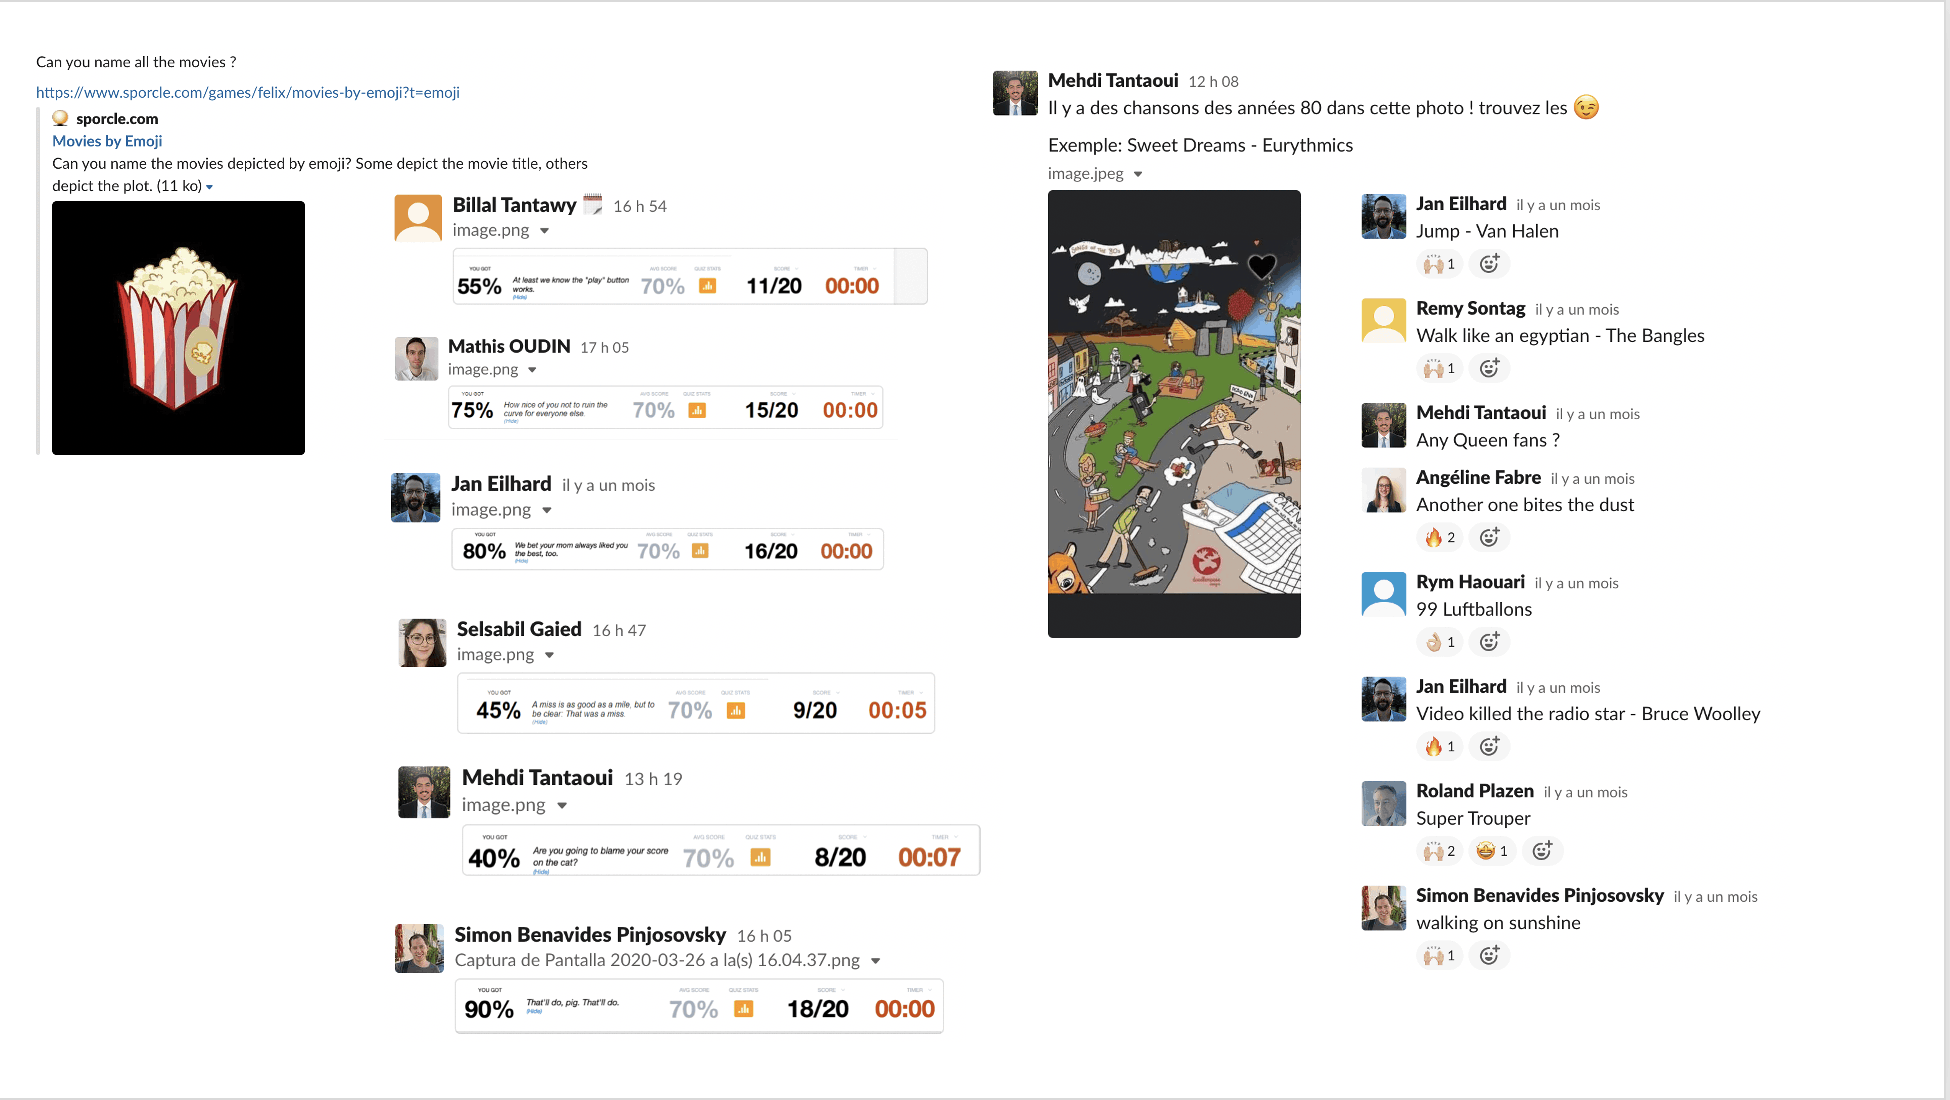 Can you name all the movies ?
https://www.sporcle.com/games/felix/movies-by-emoji?t=emoji
sporcle.com
Movies by Emoji
Can you name the movies depicted by emoji? Some depict the movie title, others
depict the plot. (11 ko)
Billal Tantawy 16 h 54
image.png
YOU GOT AVG SCORE QUIZ STATS SCORE TIMER
55% At least we know the "play" button works. 70% 11/20 00:00
(Hide)
Mathis OUDIN 17 h 05
image.png
YOU GOT AVG SCORE QUIZ STATS SCORE TIMER
75% How nice of you not to ruin the curve for everyone else. 70% 15/20 00:00
(Hide)
Jan Eilhard il y a un mois
image.png
YOU GOT AVG SCORE QUIZ STATS SCORE TIMER
80% We bet your mom always liked you the best, too. 70% 16/20 00:00
(Hide)
Selsabil Gaied 16 h 47
image.png
YOU GOT AVG SCORE QUIZ STATS SCORE TIMER
45% A miss is as good as a mile, but to be clear: That was a miss. 70% 9/20 00:05
(Hide)
Mehdi Tantaoui 13 h 19
image.png
YOU GOT AVG SCORE QUIZ STATS SCORE TIMER
40% Are you going to blame your score on the cat? 70% 8/20 00:07
(Hide)
Simon Benavides Pinjosovsky 16 h 05
Captura de Pantalla 2020-03-26 a la(s) 16.04.37.png
YOU GOT AVG SCORE QUIZ STATS SCORE TIMER
90% That'll do, pig. That'll do. 70% 18/20 00:00
(Hide)
Mehdi Tantaoui 12 h 08
Il y a des chansons des années 80 dans cette photo ! trouvez les
Exemple: Sweet Dreams - Eurythmics
image.jpeg
SONGS OF THE 80s
Jan Eilhard il y a un mois
Jump - Van Halen
1
Remy Sontag il y a un mois
Walk like an egyptian - The Bangles
1
Mehdi Tantaoui il y a un mois
Any Queen fans ?
Angéline Fabre il y a un mois
Another one bites the dust
2
Rym Haouari il y a un mois
99 Luftballons
1
Jan Eilhard il y a un mois
Video killed the radio star - Bruce Woolley
1
Roland Plazen il y a un mois
Super Trouper
2 1
Simon Benavides Pinjosovsky il y a un mois
walking on sunshine
1